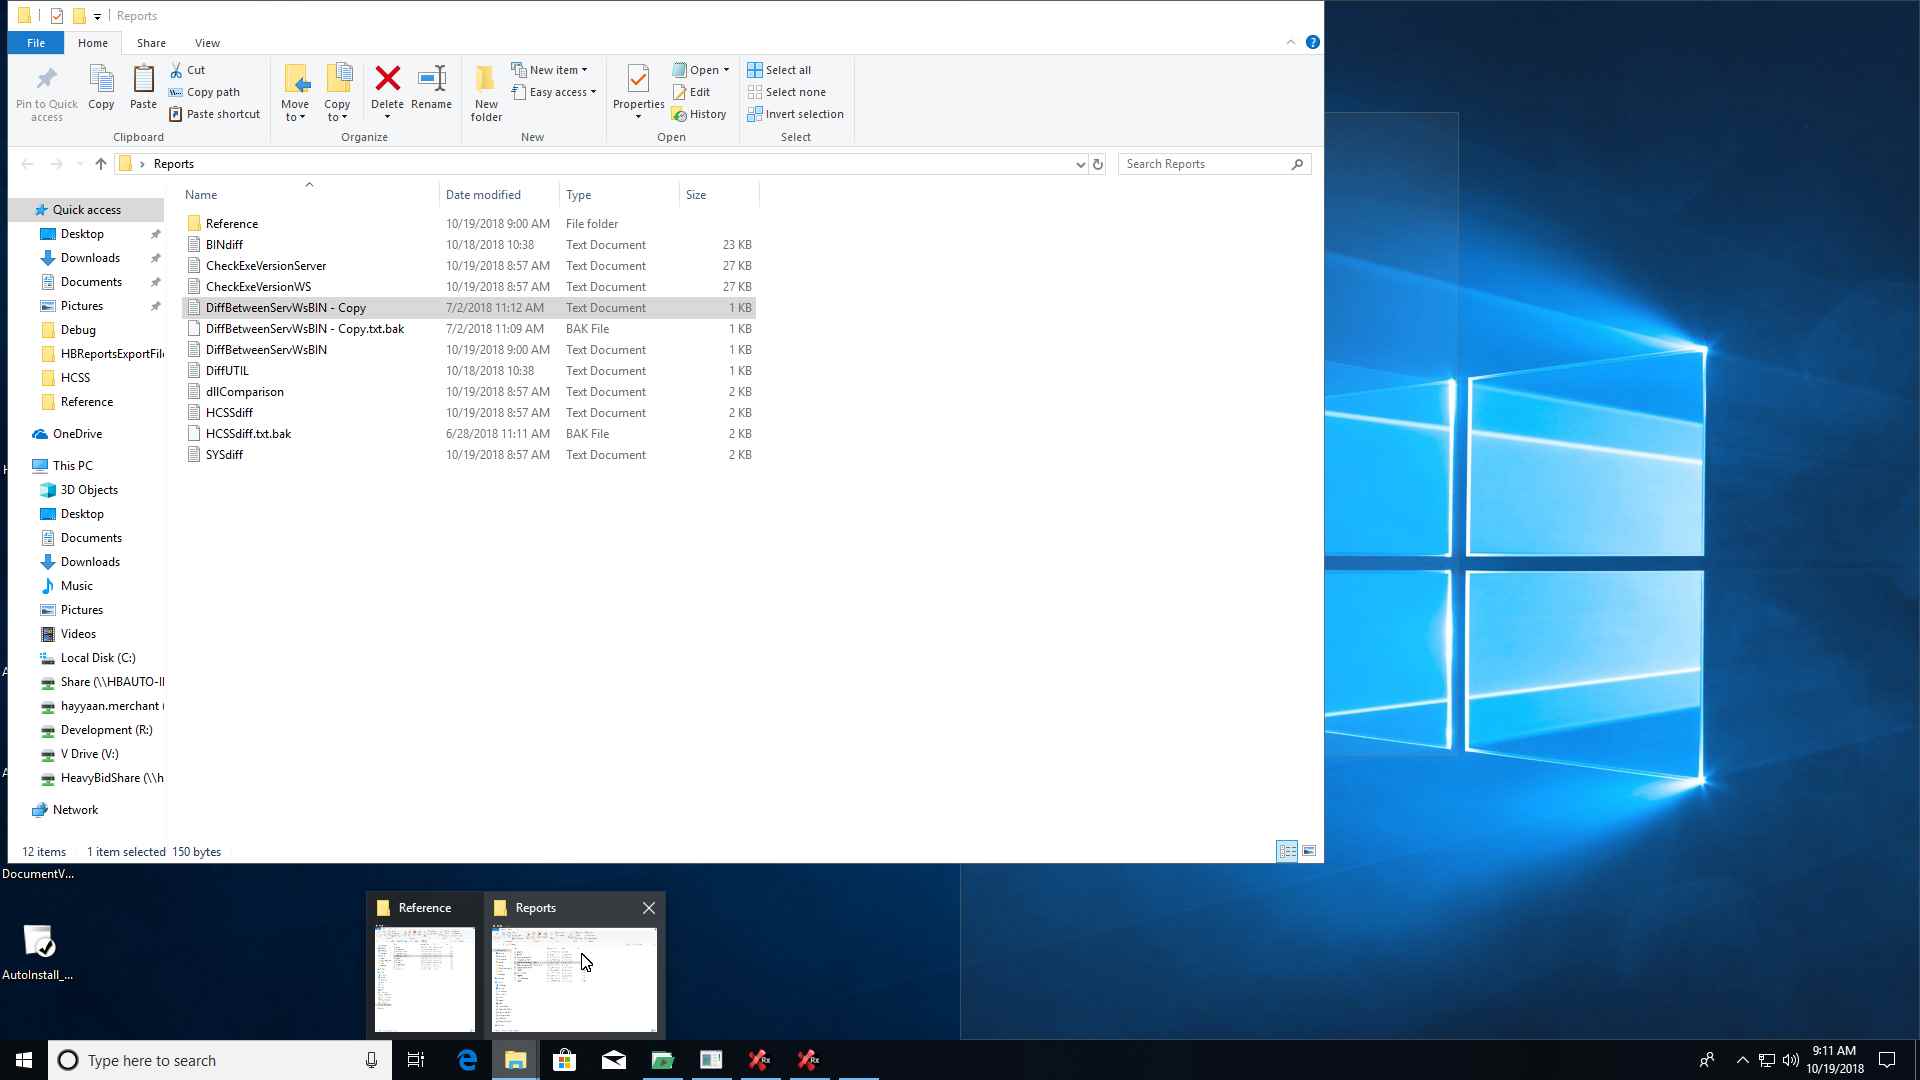 Reports
File Home Share View
Pin to Quick access
Copy
Paste
Cut
Copy path
Paste shortcut
Clipboard
Move to
Copy to
Delete
Rename
Organize
New folder
New item
Easy access
New
Properties
Open
Edit
History
Open
Select all
Select none
Invert selection
Select
Reports
Search Reports
Name Date modified Type Size
Reference 10/19/2018 9:00 AM File folder
BINdiff 10/18/2018 10:38 Text Document 23 KB
CheckExeVersionServer 10/19/2018 8:57 AM Text Document 27 KB
CheckExeVersionWS 10/19/2018 8:57 AM Text Document 27 KB
DiffBetweenServWsBIN - Copy 7/2/2018 11:12 AM Text Document 1 KB
DiffBetweenServWsBIN - Copy.txt.bak 7/2/2018 11:09 AM BAK File 1 KB
DiffBetweenServWsBIN 10/19/2018 9:00 AM Text Document 1 KB
DiffUTIL 10/18/2018 10:38 Text Document 1 KB
dllComparison 10/19/2018 8:57 AM Text Document 2 KB
HCSSdiff 10/19/2018 8:57 AM Text Document 2 KB
HCSSdiff.txt.bak 6/28/2018 11:11 AM BAK File 2 KB
SYSdiff 10/19/2018 8:57 AM Text Document 2 KB
Quick access
Desktop
Downloads
Documents
Pictures
Debug
HBReportsExportFil
HCSS
Reference
OneDrive
This PC
3D Objects
Desktop
Documents
Downloads
Music
Pictures
Videos
Local Disk (C:)
Share (\\HBAUTO-I
hayyaan.merchant (
Development (R:)
V Drive (V:)
HeavyBidShare (\\h
Network
12 items 1 item selected 150 bytes
DocumentV...
AutoInstall_...
Reference
Reports
Type here to search
9:11 AM
10/19/2018